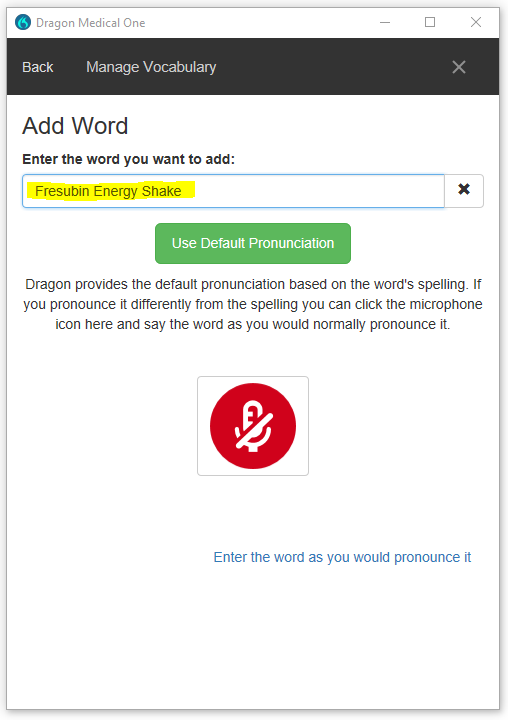 Dragon Medical One
Back Manage Vocabulary
Add Word
Enter the word you want to add:
Fresubin Energy Shake
Use Default Pronunciation
Dragon provides the default pronunciation based on the word's spelling. If
you pronounce it differently from the spelling you can click the microphone
icon here and say the word as you would normally pronounce it.
Enter the word as you would pronounce it